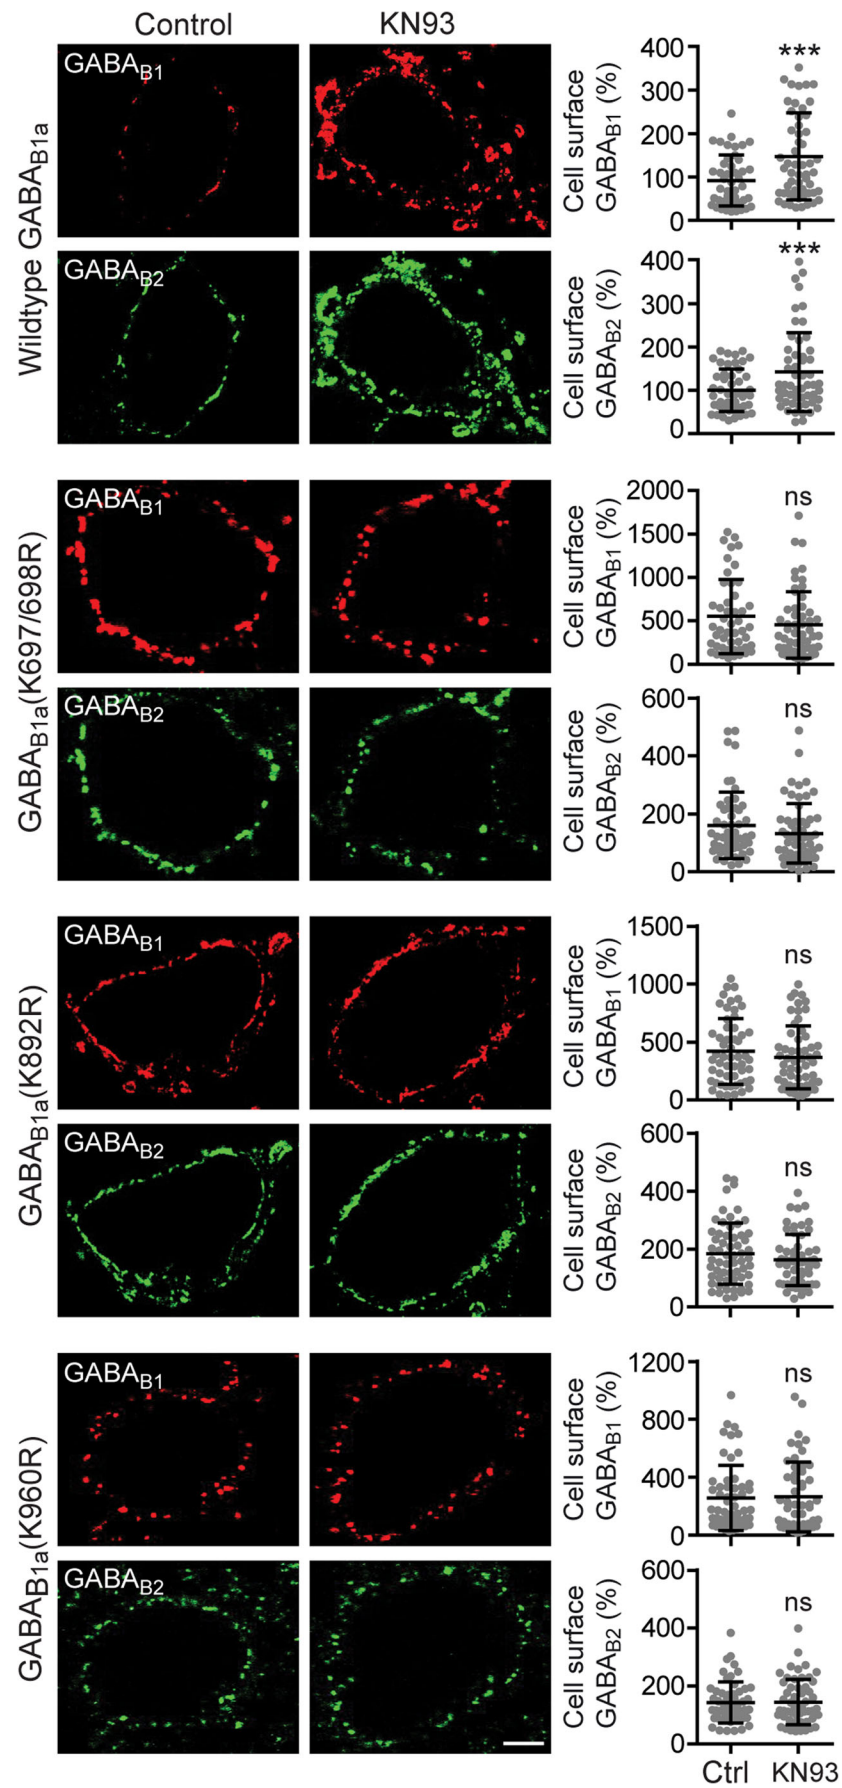 Control KN93
Wildtype GABAB1a
GABAB1
Cell surface
GABAB1 (%)
400
300
200
100
0
***
GABAB2
Cell surface
GABAB2 (%)
400
300
200
100
0
***
GABAB1a(K697/698R)
GABAB1
Cell surface
GABAB1 (%)
2000
1500
1000
500
0
ns
GABAB2
Cell surface
GABAB2 (%)
600
400
200
0
ns
GABAB1a(K892R)
GABAB1
Cell surface
GABAB1 (%)
1500
1000
500
0
ns
GABAB2
Cell surface
GABAB2 (%)
600
400
200
0
ns
GABAB1a(K960R)
GABAB1
Cell surface
GABAB1 (%)
1200
800
400
0
ns
GABAB2
Cell surface
GABAB2 (%)
600
400
200
0
ns
Ctrl KN93